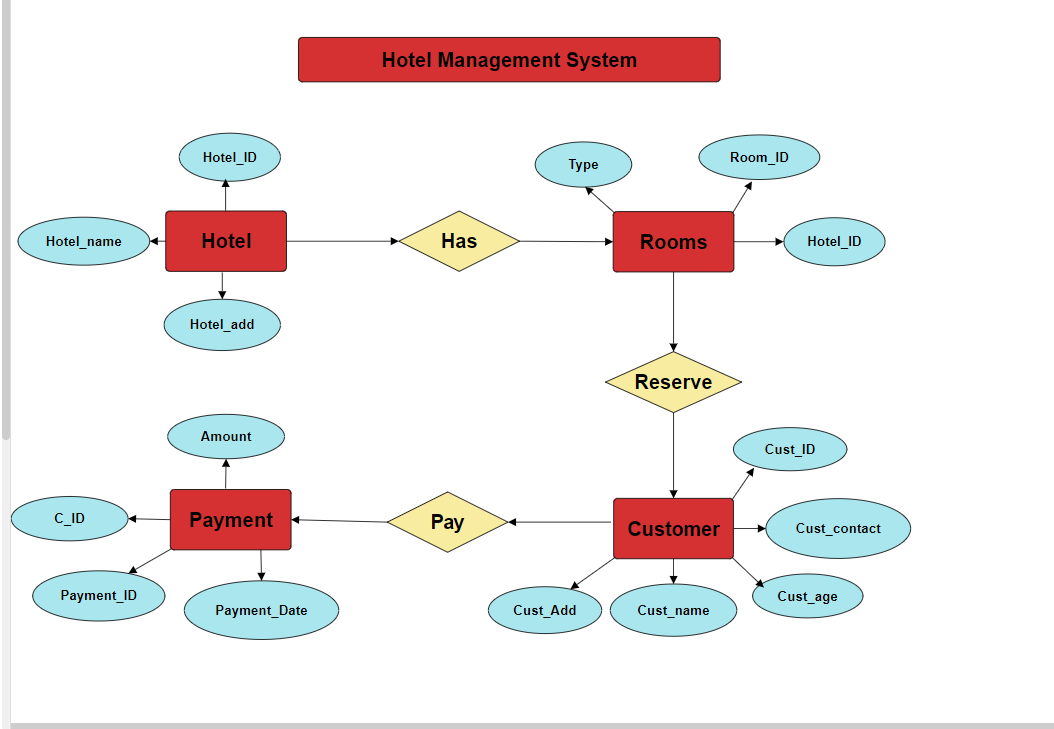 Hotel Management System
Hotel_ID
Type
Room_ID
Hotel_name
Hotel
Has
Rooms
Hotel_ID
Hotel_add
Reserve
Amount
Cust_ID
C_ID
Payment
Pay
Customer
Cust_contact
Payment_ID
Payment_Date
Cust_Add
Cust_name
Cust_age